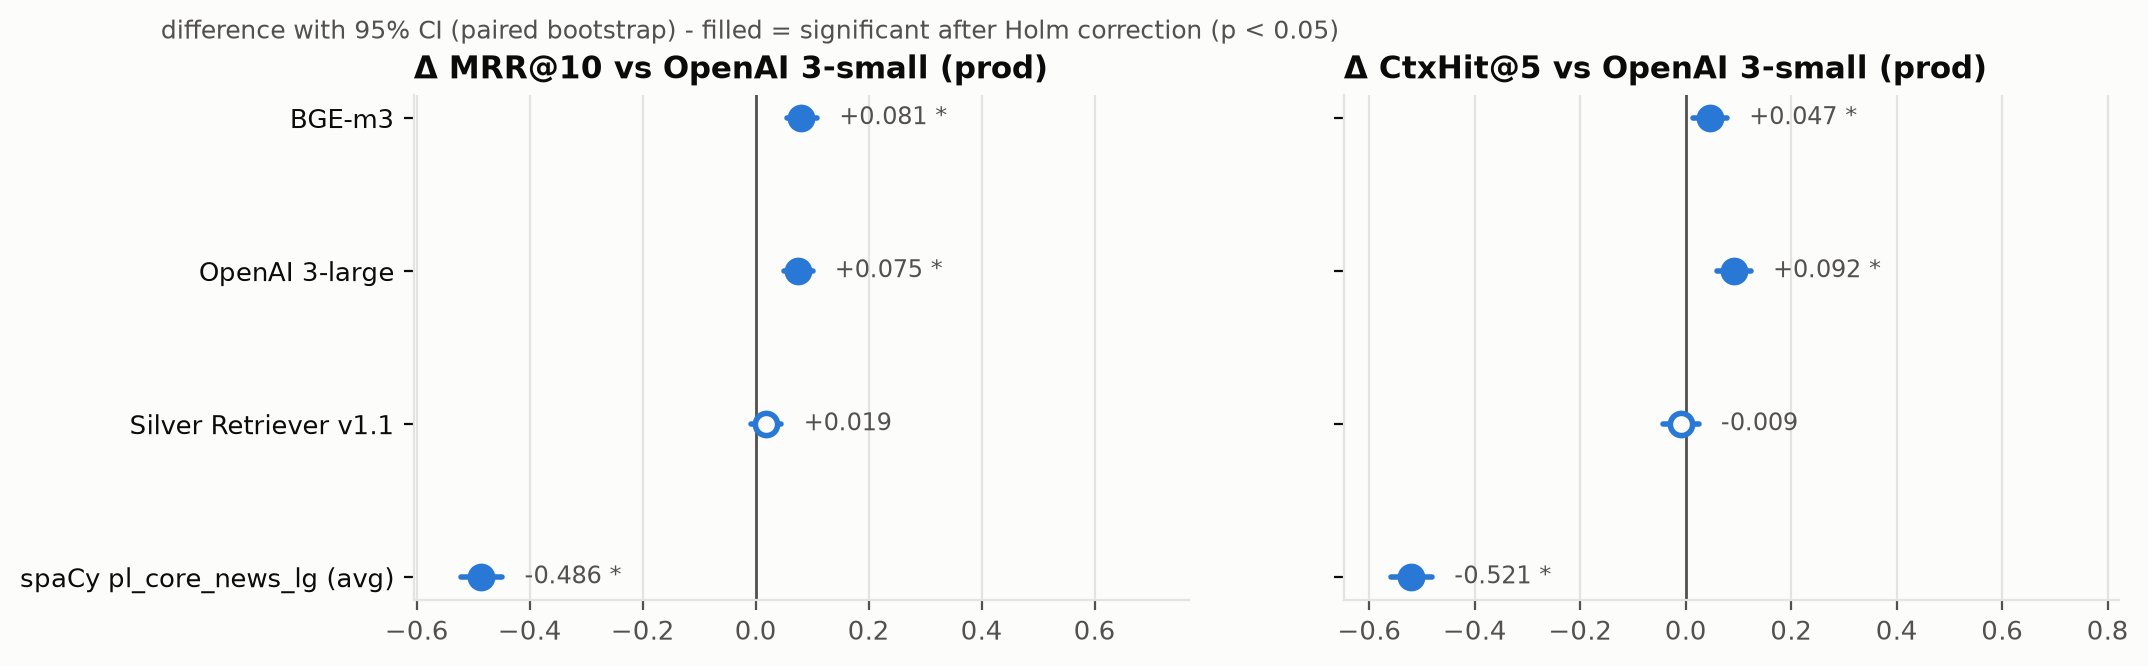 difference with 95% CI (paired bootstrap) - filled = significant after Holm correction (p < 0.05)
Δ MRR@10 vs OpenAI 3-small (prod)
BGE-m3
+0.081 *
OpenAI 3-large
+0.075 *
Silver Retriever v1.1
+0.019
spaCy pl_core_news_lg (avg)
-0.486 *
−0.6 −0.4 −0.2 0.0 0.2 0.4 0.6
Δ CtxHit@5 vs OpenAI 3-small (prod)
+0.047 *
+0.092 *
-0.009
-0.521 *
−0.6 −0.4 −0.2 0.0 0.2 0.4 0.6 0.8